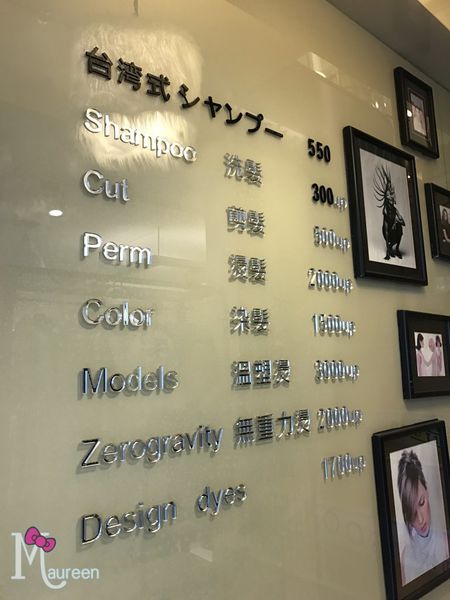 台湾式シャンプー 550
Shampoo 洗髮 300up
Cut 剪髮
Perm 燙髮 2000up
Color 染髮 1500up
Models 溫塑燙 3000up
Zerogravity 無重力燙 2000up
Design dyes 1700up
Maureen